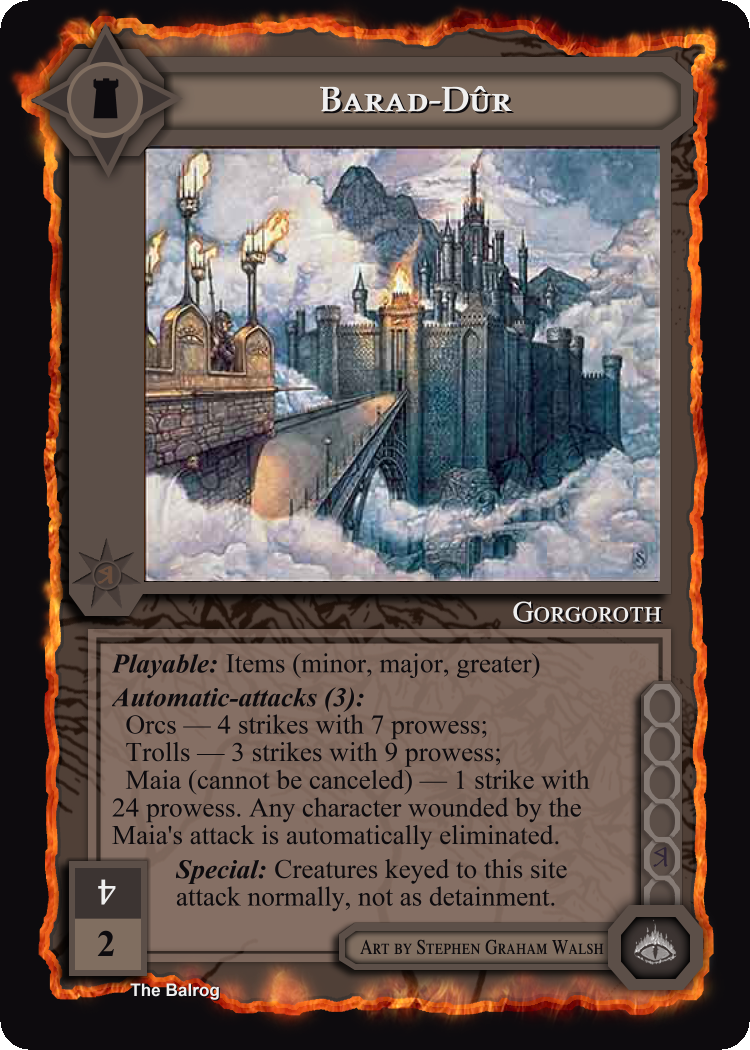 Barad-Dûr
Gorgoroth
Playable: Items (minor, major, greater)
Automatic-attacks (3):
Orcs — 4 strikes with 7 prowess;
Trolls — 3 strikes with 9 prowess;
Maia (cannot be canceled) — 1 strike with
24 prowess. Any character wounded by the
Maia's attack is automatically eliminated.
Special: Creatures keyed to this site
attack normally, not as detainment.
4
2
Art by Stephen Graham Walsh
The Balrog